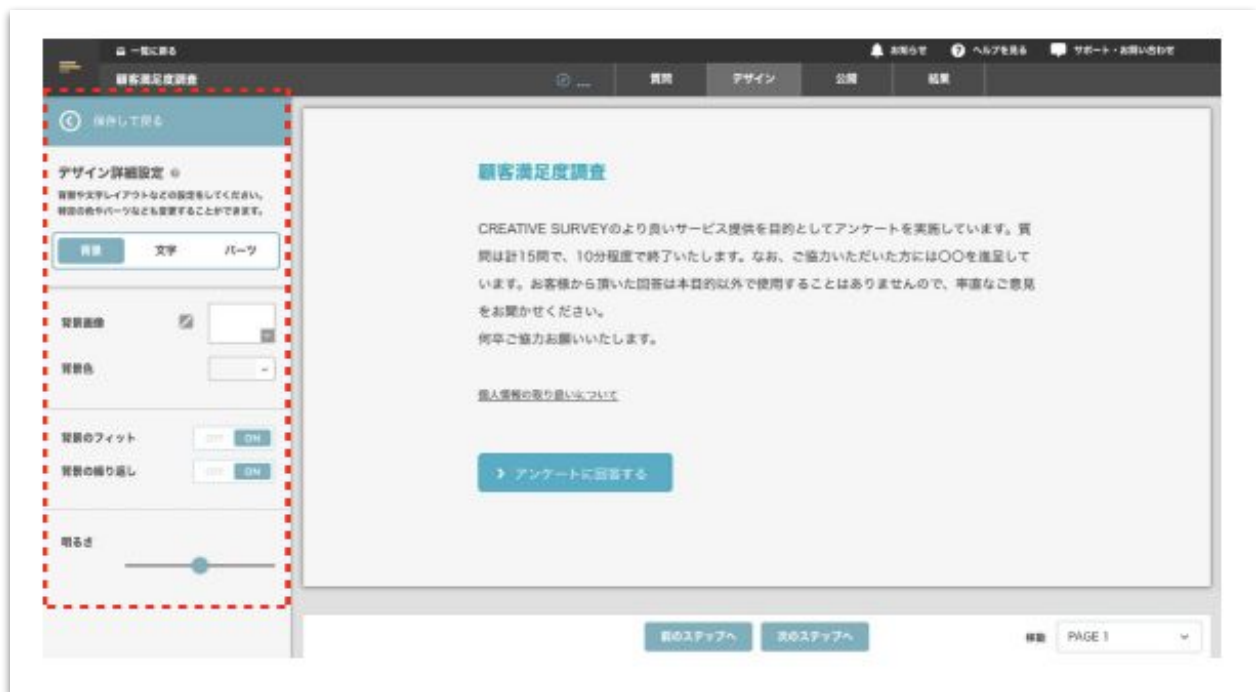 一覧に戻る
お知らせ
ヘルプを見る
サポート・お問い合わせ
顧客満足度調査
...
質問
デザイン
公開
結果
保存して戻る
デザイン詳細設定
背景や文字レイアウトなどの設定をしてください。
特定の色やパーツなども変更することができます。
背景
文字
パーツ
背景画像
背景色
背景のフィット
OFF
ON
背景の繰り返し
OFF
ON
明るさ
顧客満足度調査
CREATIVE SURVEYのより良いサービス提供を目的としてアンケートを実施しています。質
問は計15問で、10分程度で終了いたします。なお、ご協力いただいた方には〇〇を進呈して
います。お客様から頂いた回答は本目的以外で使用することはありませんので、率直なご意見
をお聞かせください。
何卒ご協力お願いいたします。
個人情報の取り扱いについて
アンケートに回答する
前のステップへ
次のステップへ
移動
PAGE 1